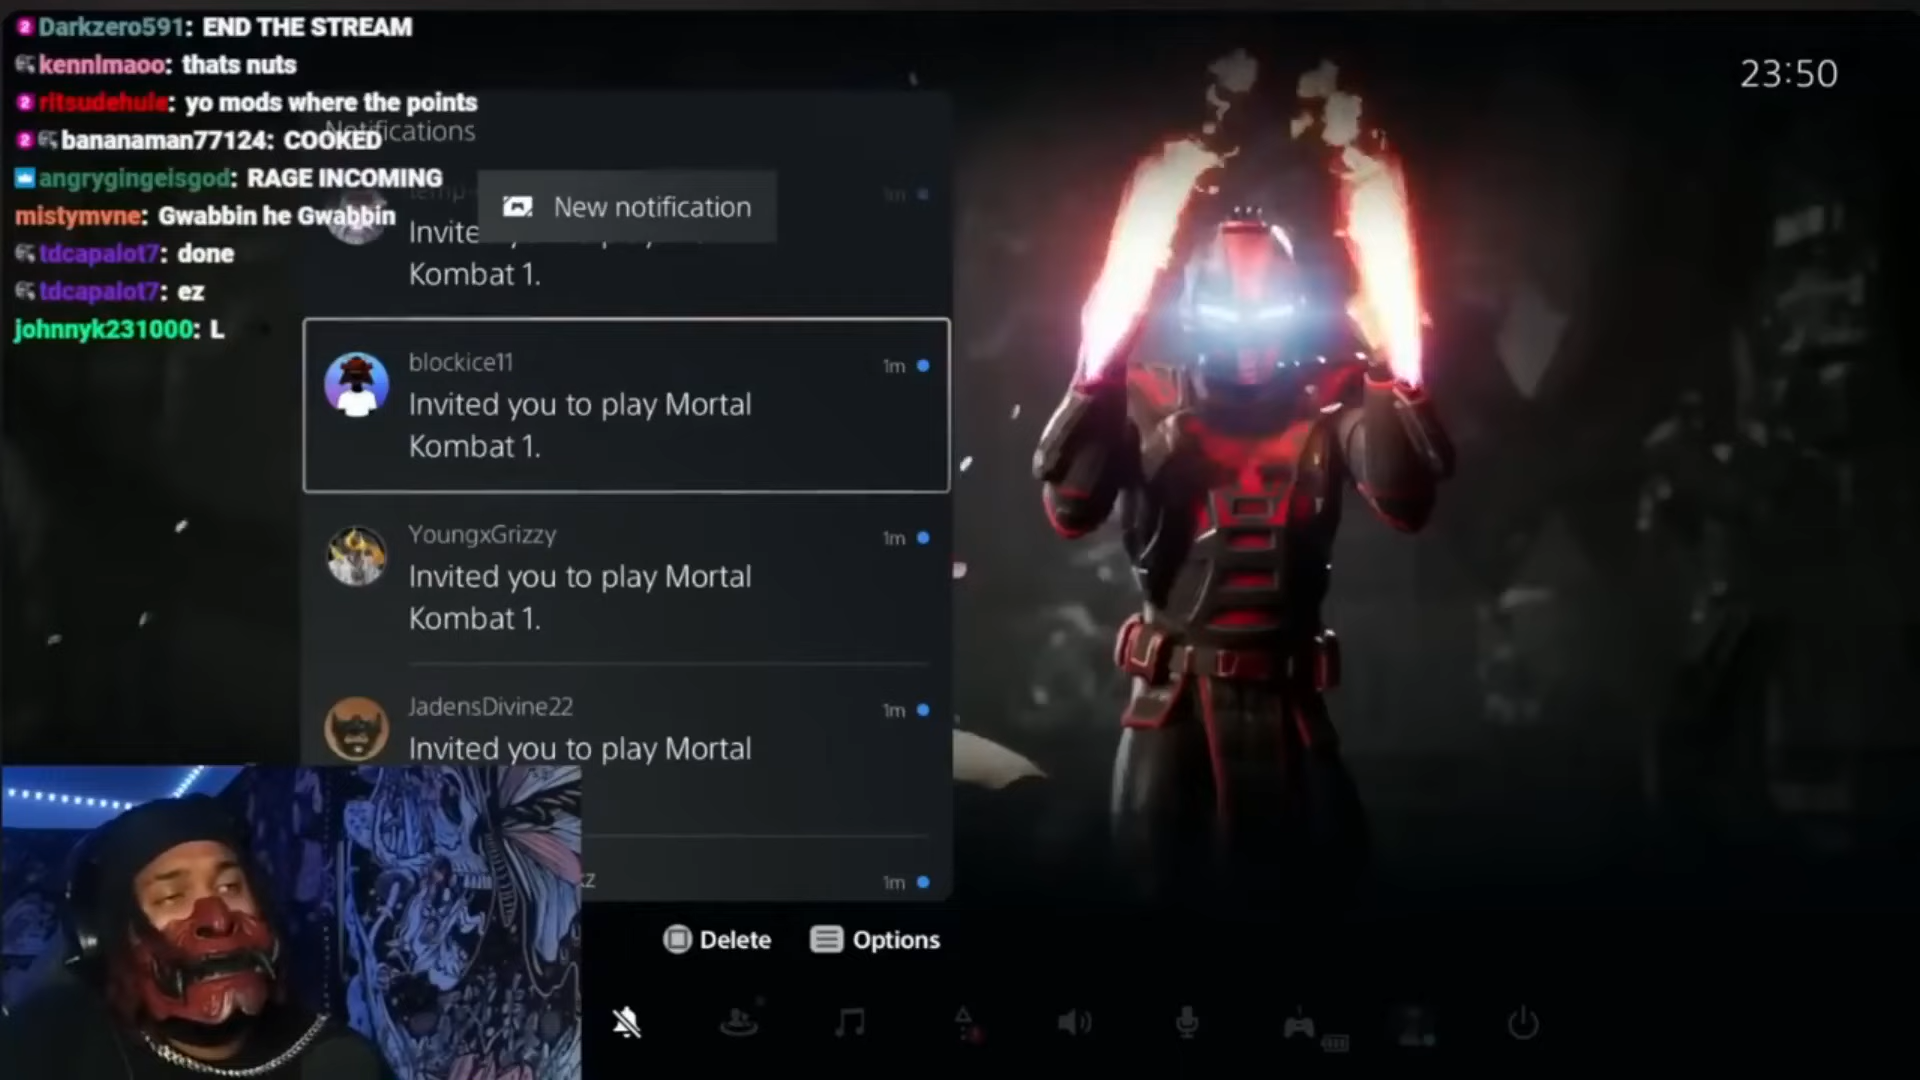 Darkzero591: END THE STREAM
kennlmaoo: thats nuts
ritsudehule: yo mods where the points
bananaman77124: COOKED
angrygingeisgod: RAGE INCOMING
mistymvne: Gwabbin he Gwabbin
tdcapalot7: done
tdcapalot7: ez
johnnyk231000: L
23:50
Notifications
New notification
Invite
Kombat 1.
blockice11
1m
Invited you to play Mortal
Kombat 1.
YoungxGrizzy
1m
Invited you to play Mortal
Kombat 1.
JadensDivine22
1m
Invited you to play Mortal
1m
Delete
Options